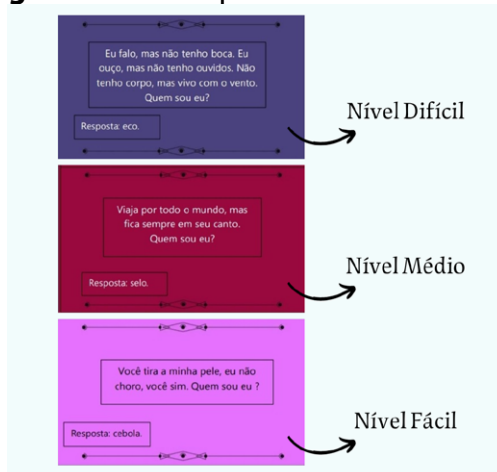 Eu falo, mas não tenho boca. Eu
ouço, mas não tenho ouvidos. Não
tenho corpo, mas vivo com o vento.
Quem sou eu?
Resposta: eco.
Nível Difícil
Viaja por todo o mundo, mas
fica sempre em seu canto.
Quem sou eu?
Resposta: selo.
Nível Médio
Você tira a minha pele, eu não
choro, você sim. Quem sou eu ?
Resposta: cebola.
Nível Fácil